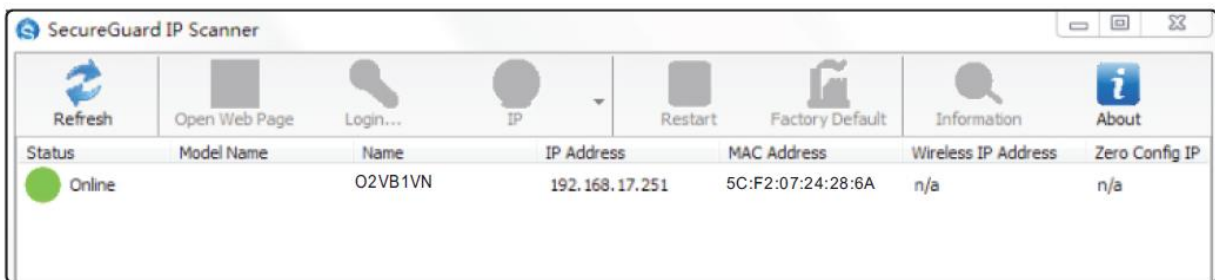 SecureGuard IP Scanner
Refresh Open Web Page Login... IP Restart Factory Default Information About
Status Model Name Name IP Address MAC Address Wireless IP Address Zero Config IP
Online O2VB1VN 192.168.17.251 5C:F2:07:24:28:6A n/a n/a